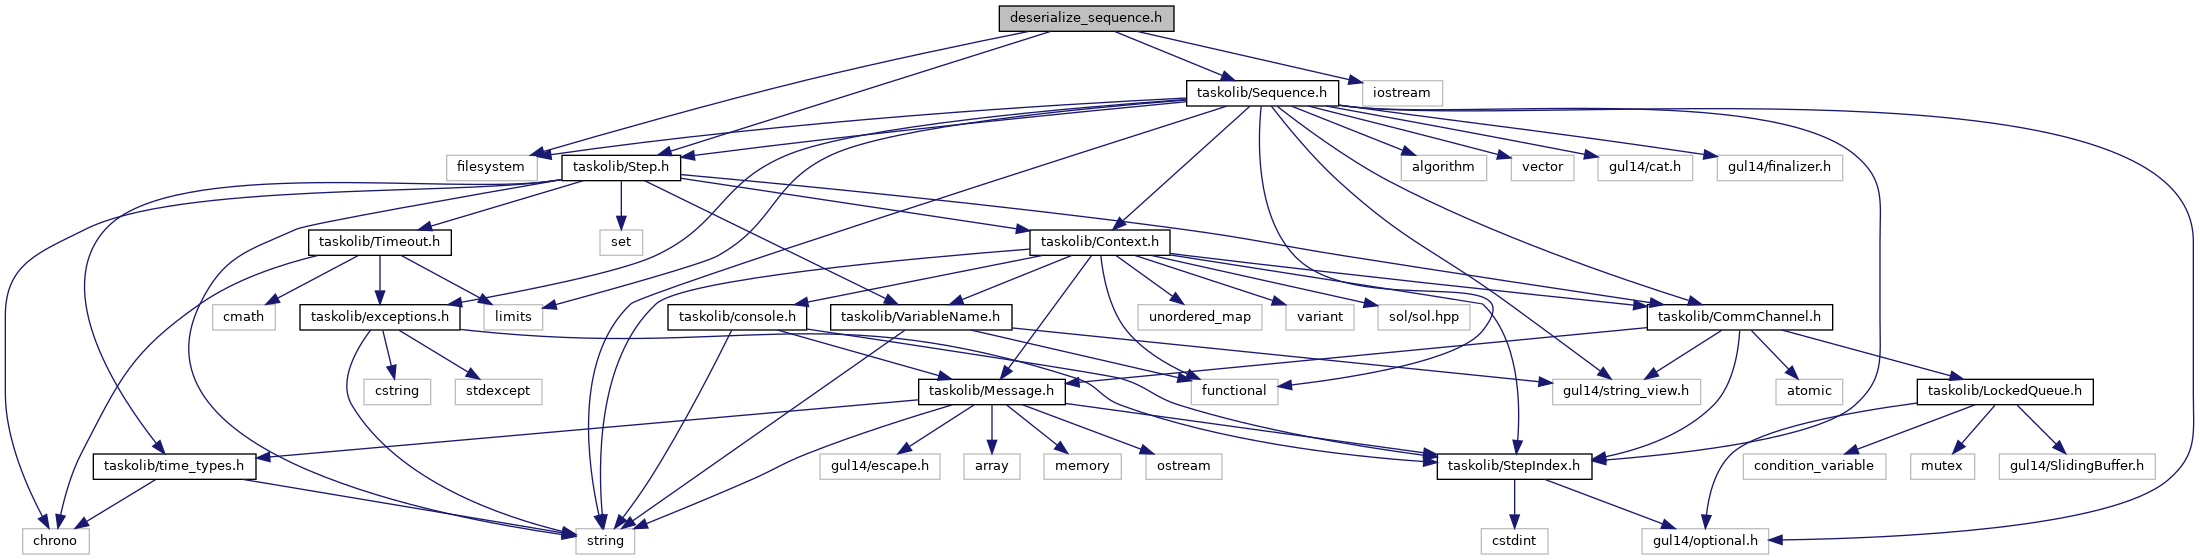 deserialize_sequence.h
taskolib/Sequence.h
iostream
filesystem
taskolib/Step.h
algorithm
vector
gul14/cat.h
gul14/finalizer.h
taskolib/Timeout.h
set
taskolib/Context.h
cmath
taskolib/exceptions.h
limits
taskolib/console.h
taskolib/VariableName.h
unordered_map
variant
sol/sol.hpp
taskolib/CommChannel.h
cstring
stdexcept
taskolib/Message.h
functional
gul14/string_view.h
atomic
taskolib/LockedQueue.h
taskolib/time_types.h
gul14/escape.h
array
memory
ostream
taskolib/StepIndex.h
condition_variable
mutex
gul14/SlidingBuffer.h
chrono
string
cstdint
gul14/optional.h